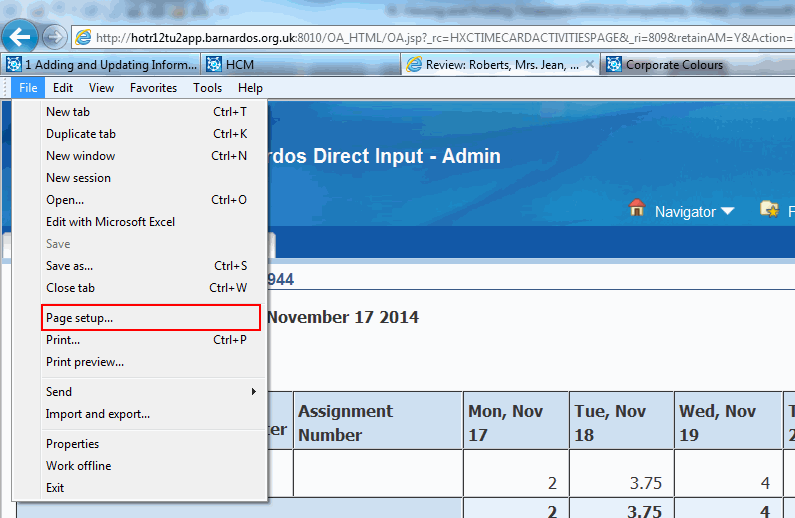 http://hotr12tu2app.barnardos.org.uk:8010/OA_HTML/OA.jsp?_rc=HXCTIMECARDACTIVITIESPAGE&_ri=809&retainAM=Y&Action=
1 Adding and Updating Inform... HCM Review: Roberts, Mrs. Jean, ... Corporate Colours
File Edit View Favorites Tools Help
New tab Ctrl+T
Duplicate tab Ctrl+K
New window Ctrl+N
New session
Open... Ctrl+O
Edit with Microsoft Excel
Save
Save as... Ctrl+S
Close tab Ctrl+W
Page setup...
Print... Ctrl+P
Print preview...
Send
Import and export...
Properties
Work offline
Exit
rdos Direct Input - Admin
Navigator F
944
November 17 2014
ter
Assignment
Number
Mon, Nov
17
Tue, Nov
18
Wed, Nov
19
T
2
2 3.75 4
2 3.75 4